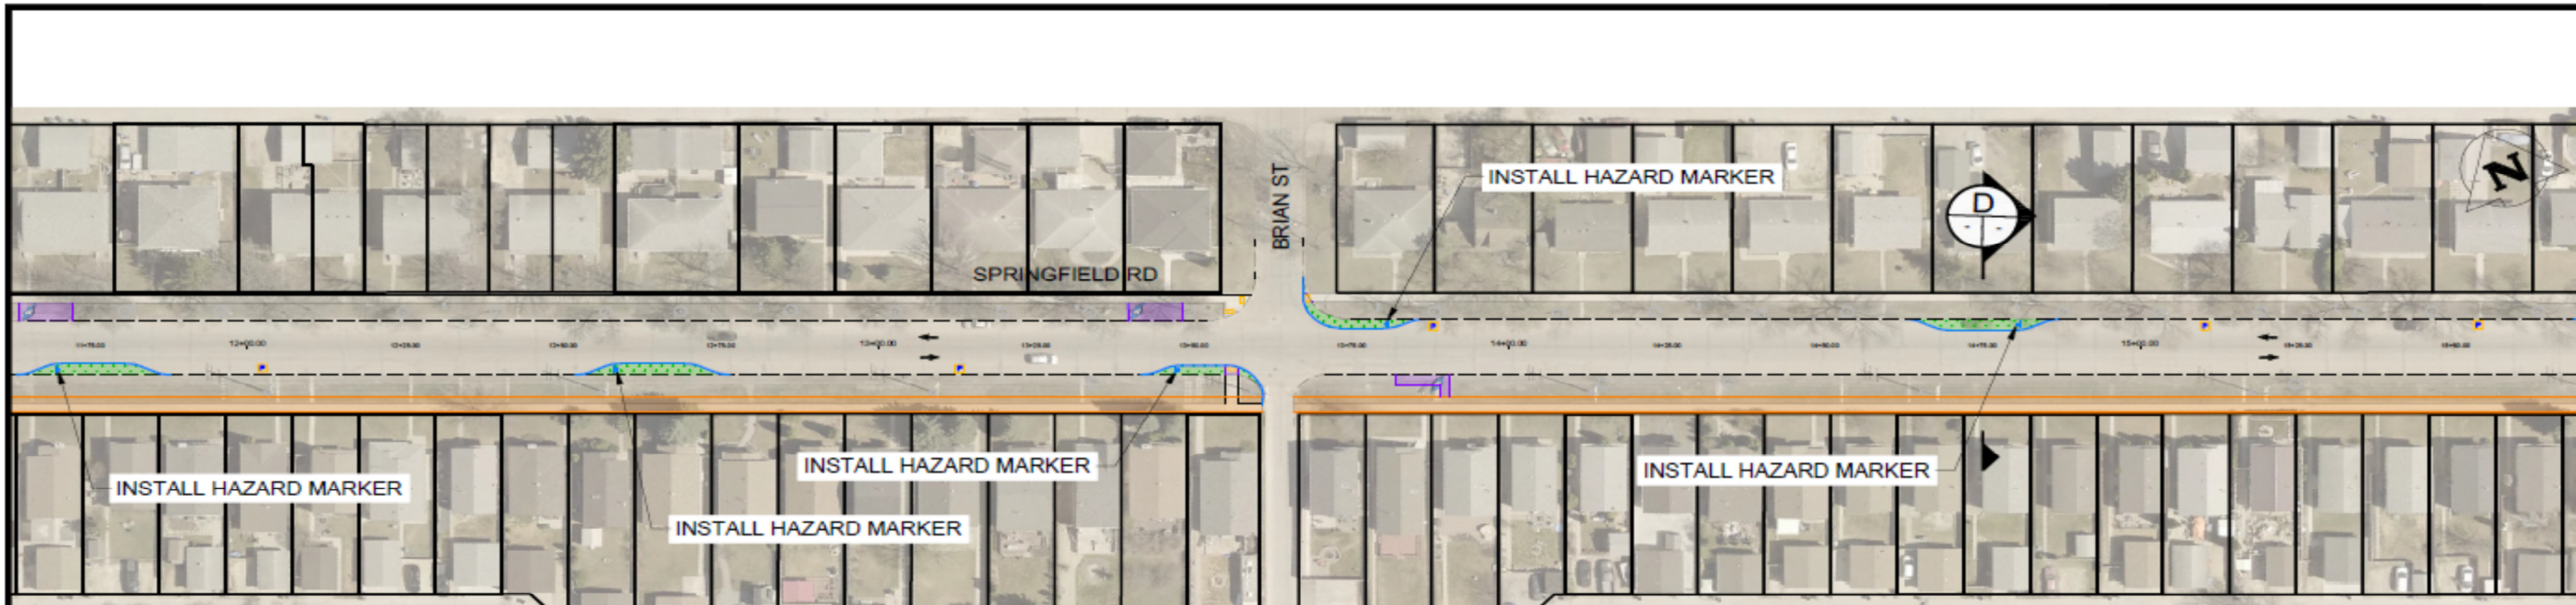 INSTALL HAZARD MARKER
BRIAN ST
D
N
SPRINGFIELD RD
12+00.00
13+00.00
14+00.00
15+00.00
INSTALL HAZARD MARKER
INSTALL HAZARD MARKER
INSTALL HAZARD MARKER
INSTALL HAZARD MARKER